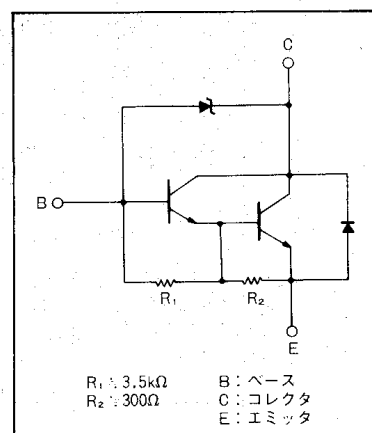 C
B
R₁
R₂
E
R₁≒3.5kΩ B：ベース
R₂≒300Ω C：コレクタ
E：エミッタ